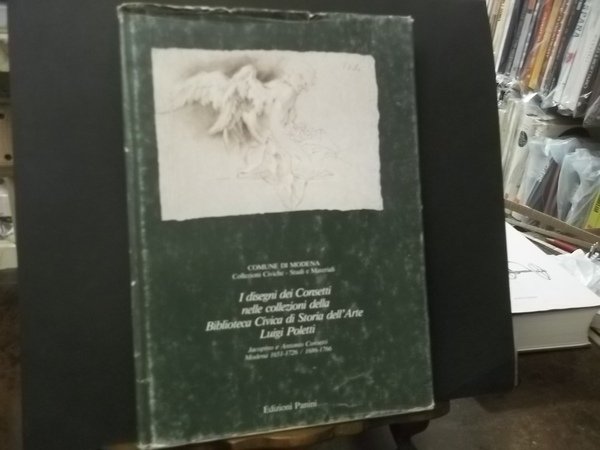 COMUNE DI MODENA
Collezioni Civiche - Studi e Materiali
I disegni dei Consetti
nelle collezioni della
Biblioteca Civica di Storia dell'Arte
Luigi Poletti
Jacopino e Antonio Consetti
Modena 1651-1726 / 1686-1766
Edizioni Panini